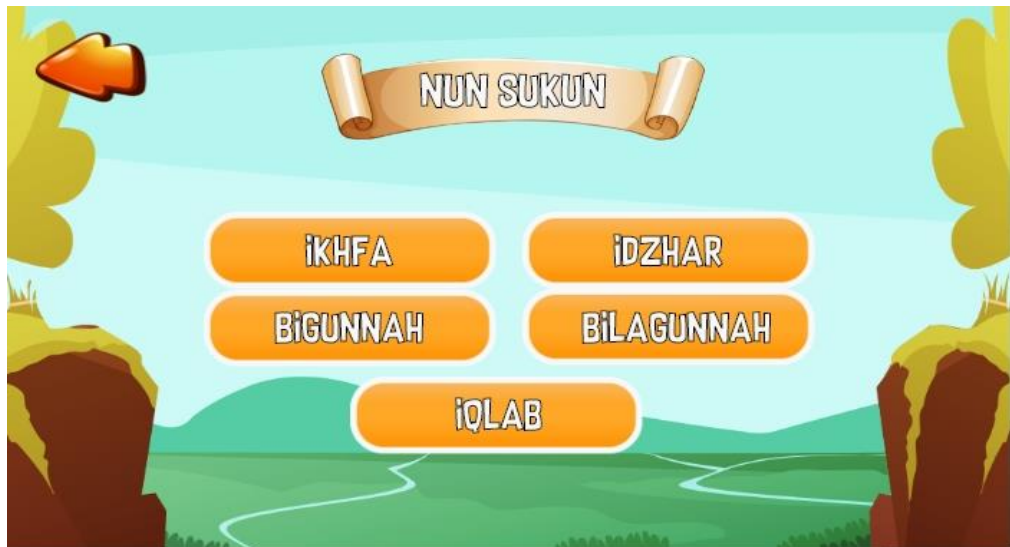 NUN SUKUN
iKHFA
iDZHAR
BiGUNNAH
BiLAGUNNAH
iQLAB